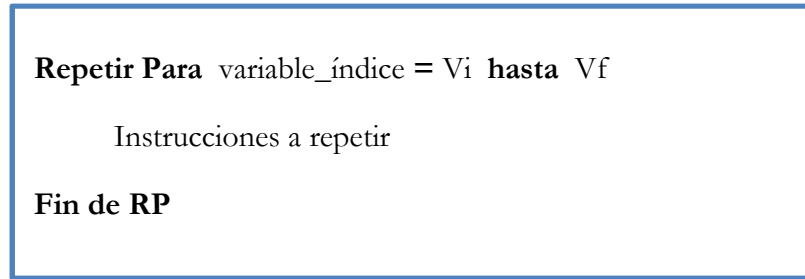 Repetir Para variable_índice = Vi hasta Vf
Instrucciones a repetir
Fin de RP